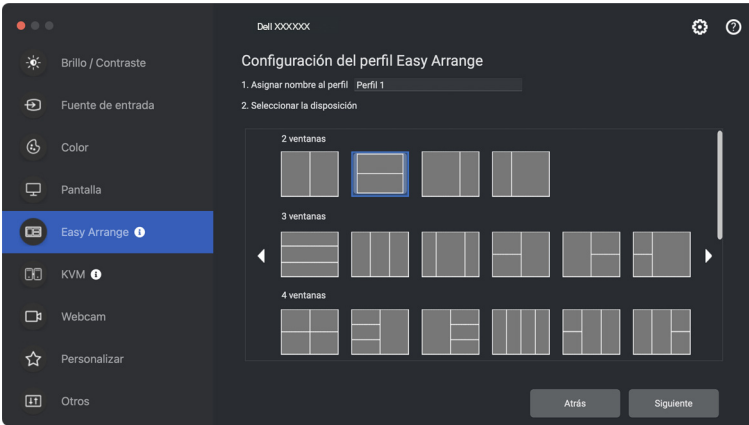 Dell XXXXXX
Brillo / Contraste
Fuente de entrada
Color
Pantalla
Easy Arrange
KVM
Webcam
Personalizar
Otros
Configuración del perfil Easy Arrange
1. Asignar nombre al perfil Perfil 1
2. Seleccionar la disposición
2 ventanas
3 ventanas
4 ventanas
Atrás
Siguiente